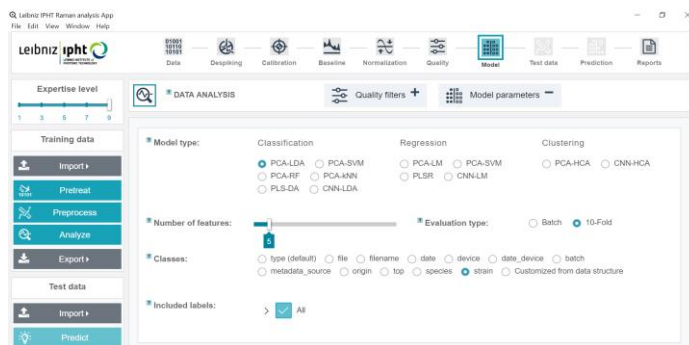 Leibniz IPHT Raman analysis App
File Edit View Window Help
Leibniz ipht
LEIBNIZ INSTITUTE of PHOTONIC TECHNOLOGY
Data Despiking Calibration Baseline Normalization Quality Model Test data Prediction Reports
Expertise level
1 3 5 7 9
DATA ANALYSIS
Quality filters +
Model parameters −
Training data
Import
Pretreat
Preprocess
Analyze
Export
Test data
Import
Predict
Model type:
Classification Regression Clustering
PCA-LDA PCA-SVM PCA-LM PCA-SVM PCA-HCA CNN-HCA
PCA-RF PCA-kNN PLSR CNN-LM
PLS-DA CNN-LDA
Number of features:
5
Evaluation type:
Batch 10-Fold
Classes:
type (default) file filename date device date_device batch
metadata_source origin top species strain Customized from data structure
Included labels:
> All